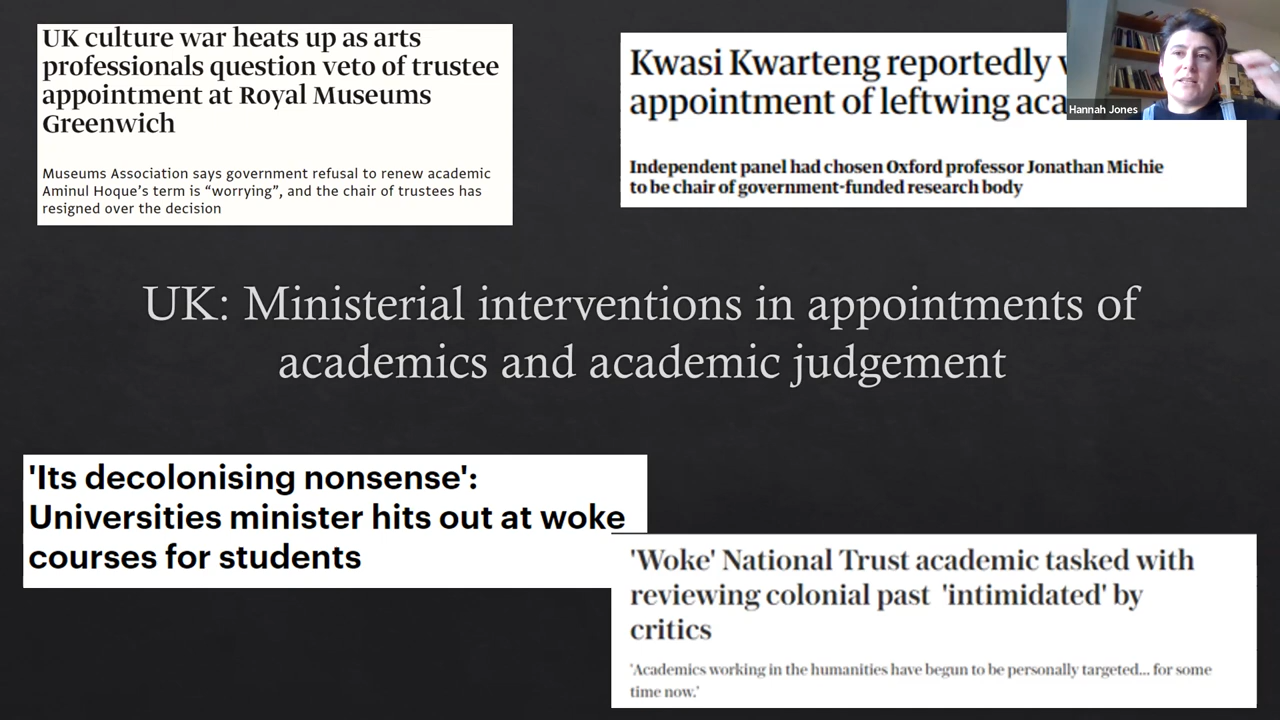 UK culture war heats up as arts
professionals question veto of trustee
appointment at Royal Museums
Greenwich
Museums Association says government refusal to renew academic
Aminul Hoque's term is "worrying", and the chair of trustees has
resigned over the decision
Kwasi Kwarteng reportedly
appointment of leftwing
Independent panel had chosen Oxford professor Jonathan Michie
to be chair of government-funded research body
Hannah Jones
UK: Ministerial interventions in appointments of
academics and academic judgement
'Its decolonising nonsense':
Universities minister hits out at woke
courses for students
'Woke' National Trust academic tasked with
reviewing colonial past 'intimidated' by
critics
'Academics working in the humanities have begun to be personally targeted... for some
time now.'